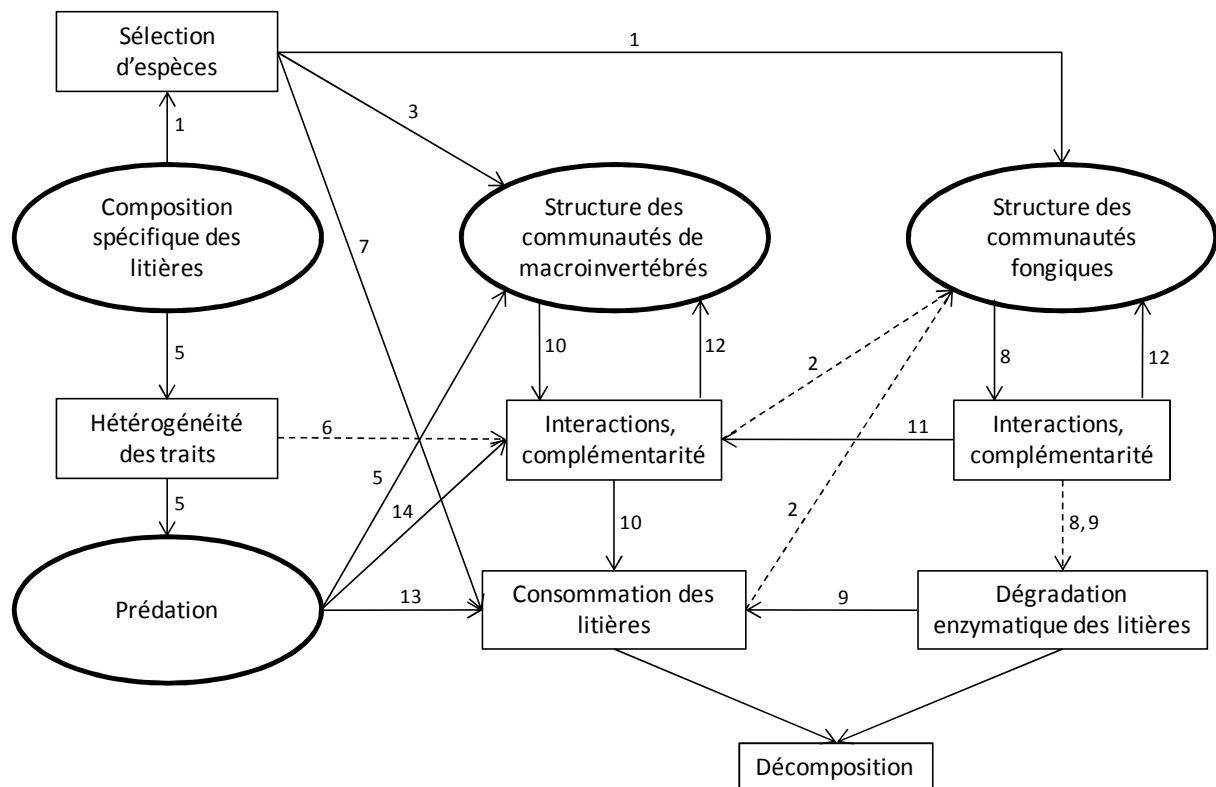 Sélection
d'espèces
1
3
1
Composition
spécifique des
litières
7
Structure des
communautés de
macroinvertébrés
Structure des
communautés
fongiques
5
10
12
2
8
12
Hétérogénéité
des traits
6
Interactions,
complémentarité
11
Interactions,
complémentarité
5
5
14
10
2
8, 9
Prédation
13
Consommation des
litières
9
Dégradation
enzymatique des litières
Décomposition